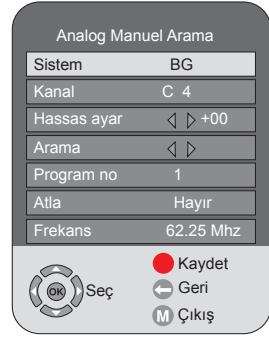 Analog Manuel Arama
Sistem BG
Kanal C 4
Hassas ayar +00
Arama
Program no 1
Atla Hayır
Frekans 62.25 Mhz
OK Seç
Kaydet
Geri
M Çıkış